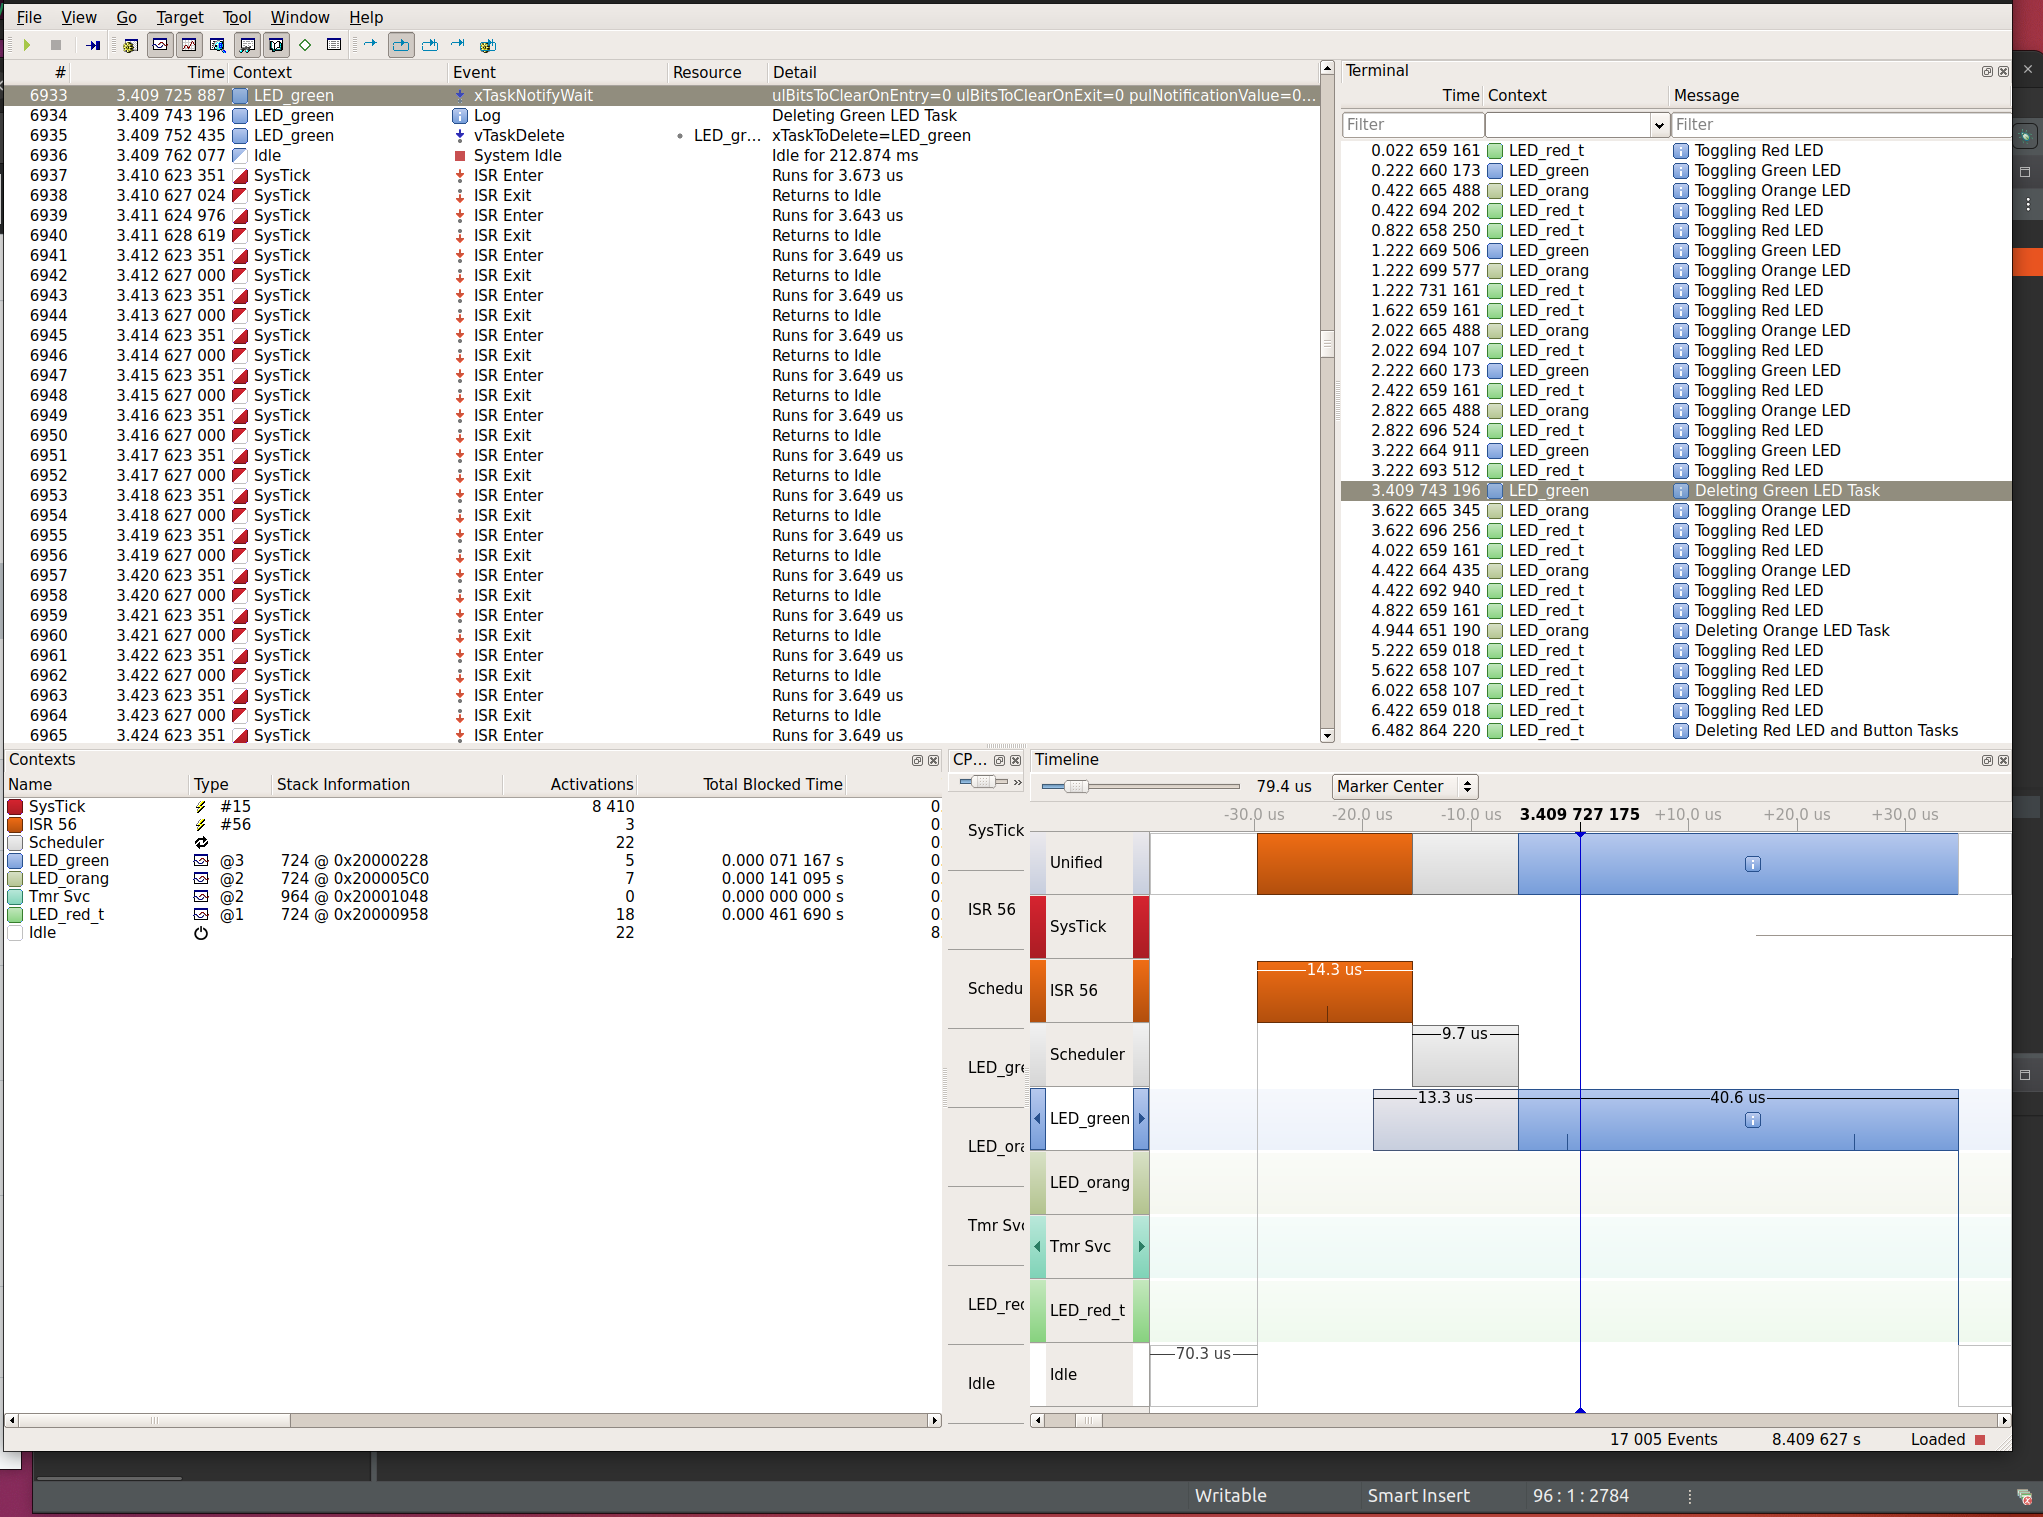 File View Go Target Tool Window Help
# Time Context Event Resource Detail
6933 3.409 725 887 LED_green xTaskNotifyWait ulBitsToClearOnEntry=0 ulBitsToClearOnExit=0 pulNotificationValue=0...
6934 3.409 743 196 LED_green Log Deleting Green LED Task
6935 3.409 752 435 LED_green vTaskDelete LED_gr... xTaskToDelete=LED_green
6936 3.409 762 077 Idle System Idle Idle for 212.874 ms
6937 3.410 623 351 SysTick ISR Enter Runs for 3.673 us
6938 3.410 627 024 SysTick ISR Exit Returns to Idle
6939 3.411 624 976 SysTick ISR Enter Runs for 3.643 us
6940 3.411 628 619 SysTick ISR Exit Returns to Idle
6941 3.412 623 351 SysTick ISR Enter Runs for 3.649 us
6942 3.412 627 000 SysTick ISR Exit Returns to Idle
6943 3.413 623 351 SysTick ISR Enter Runs for 3.649 us
6944 3.413 627 000 SysTick ISR Exit Returns to Idle
6945 3.414 623 351 SysTick ISR Enter Runs for 3.649 us
6946 3.414 627 000 SysTick ISR Exit Returns to Idle
6947 3.415 623 351 SysTick ISR Enter Runs for 3.649 us
6948 3.415 627 000 SysTick ISR Exit Returns to Idle
6949 3.416 623 351 SysTick ISR Enter Runs for 3.649 us
6950 3.416 627 000 SysTick ISR Exit Returns to Idle
6951 3.417 623 351 SysTick ISR Enter Runs for 3.649 us
6952 3.417 627 000 SysTick ISR Exit Returns to Idle
6953 3.418 623 351 SysTick ISR Enter Runs for 3.649 us
6954 3.418 627 000 SysTick ISR Exit Returns to Idle
6955 3.419 623 351 SysTick ISR Enter Runs for 3.649 us
6956 3.419 627 000 SysTick ISR Exit Returns to Idle
6957 3.420 623 351 SysTick ISR Enter Runs for 3.649 us
6958 3.420 627 000 SysTick ISR Exit Returns to Idle
6959 3.421 623 351 SysTick ISR Enter Runs for 3.649 us
6960 3.421 627 000 SysTick ISR Exit Returns to Idle
6961 3.422 623 351 SysTick ISR Enter Runs for 3.649 us
6962 3.422 627 000 SysTick ISR Exit Returns to Idle
6963 3.423 623 351 SysTick ISR Enter Runs for 3.649 us
6964 3.423 627 000 SysTick ISR Exit Returns to Idle
6965 3.424 623 351 SysTick ISR Enter Runs for 3.649 us
Terminal
Time Context Message
Filter Filter
0.022 659 161 LED_red_t Toggling Red LED
0.222 660 173 LED_green Toggling Green LED
0.422 665 488 LED_orang Toggling Orange LED
0.422 694 202 LED_red_t Toggling Red LED
0.822 658 250 LED_red_t Toggling Red LED
1.222 669 506 LED_green Toggling Green LED
1.222 699 577 LED_orang Toggling Orange LED
1.222 731 161 LED_red_t Toggling Red LED
1.622 659 161 LED_red_t Toggling Red LED
2.022 665 488 LED_orang Toggling Orange LED
2.022 694 107 LED_red_t Toggling Red LED
2.222 660 173 LED_green Toggling Green LED
2.422 659 161 LED_red_t Toggling Red LED
2.822 665 488 LED_orang Toggling Orange LED
2.822 696 524 LED_red_t Toggling Red LED
3.222 664 911 LED_green Toggling Green LED
3.222 693 512 LED_red_t Toggling Red LED
3.409 743 196 LED_green Deleting Green LED Task
3.622 665 345 LED_orang Toggling Orange LED
3.622 696 256 LED_red_t Toggling Red LED
4.022 659 161 LED_red_t Toggling Red LED
4.422 664 435 LED_orang Toggling Orange LED
4.422 692 940 LED_red_t Toggling Red LED
4.822 659 161 LED_red_t Toggling Red LED
4.944 651 190 LED_orang Deleting Orange LED Task
5.222 659 018 LED_red_t Toggling Red LED
5.622 658 107 LED_red_t Toggling Red LED
6.022 658 107 LED_red_t Toggling Red LED
6.422 659 018 LED_red_t Toggling Red LED
6.482 864 220 LED_red_t Deleting Red LED and Button Tasks
Contexts
Name Type Stack Information Activations Total Blocked Time
SysTick #15 8 410 0
ISR 56 #56 3 0
Scheduler 22 0
LED_green @3 724 @ 0x20000228 5 0.000 071 167 s 0
LED_orang @2 724 @ 0x200005C0 7 0.000 141 095 s 0
Tmr Svc @2 964 @ 0x20001048 0 0.000 000 000 s 0
LED_red_t @1 724 @ 0x20000958 18 0.000 461 690 s 0
Idle 22 8
CP... »
SysTick
ISR 56
Schedu
LED_gre
LED_ora
Tmr Svc
LED_red
Idle
Timeline
79.4 us Marker Center
-30.0 us -20.0 us -10.0 us 3.409 727 175 +10.0 us +20.0 us +30.0 us
Unified
SysTick
ISR 56 14.3 us
Scheduler 9.7 us
LED_green 13.3 us 40.6 us
LED_orang
Tmr Svc
LED_red_t
Idle 70.3 us
17 005 Events 8.409 627 s Loaded
Writable Smart Insert 96 : 1 : 2784